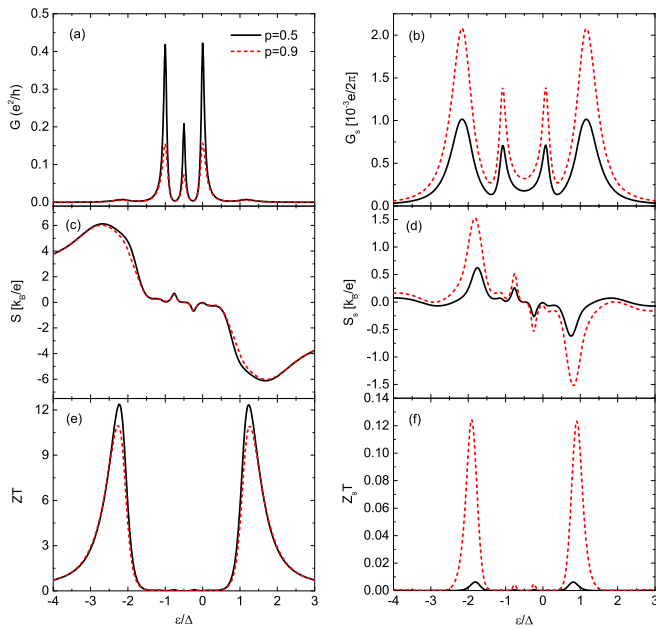 (a)
p=0.5
p=0.9
G (e²/h)
0.5
0.4
0.3
0.2
0.1
0.0
(b)
Gₛ [10⁻³e/2π]
2.0
1.5
1.0
0.5
0.0
(c)
S [k_B/e]
6
4
2
0
-2
-4
-6
(d)
Sₛ [k_B/e]
1.5
1.0
0.5
0.0
-0.5
-1.0
-1.5
(e)
ZT
12
9
6
3
0
-4 -3 -2 -1 0 1 2 3
ε/Δ
(f)
ZₛT
0.14
0.12
0.10
0.08
0.06
0.04
0.02
0.00
-4 -3 -2 -1 0 1 2 3
ε/Δ